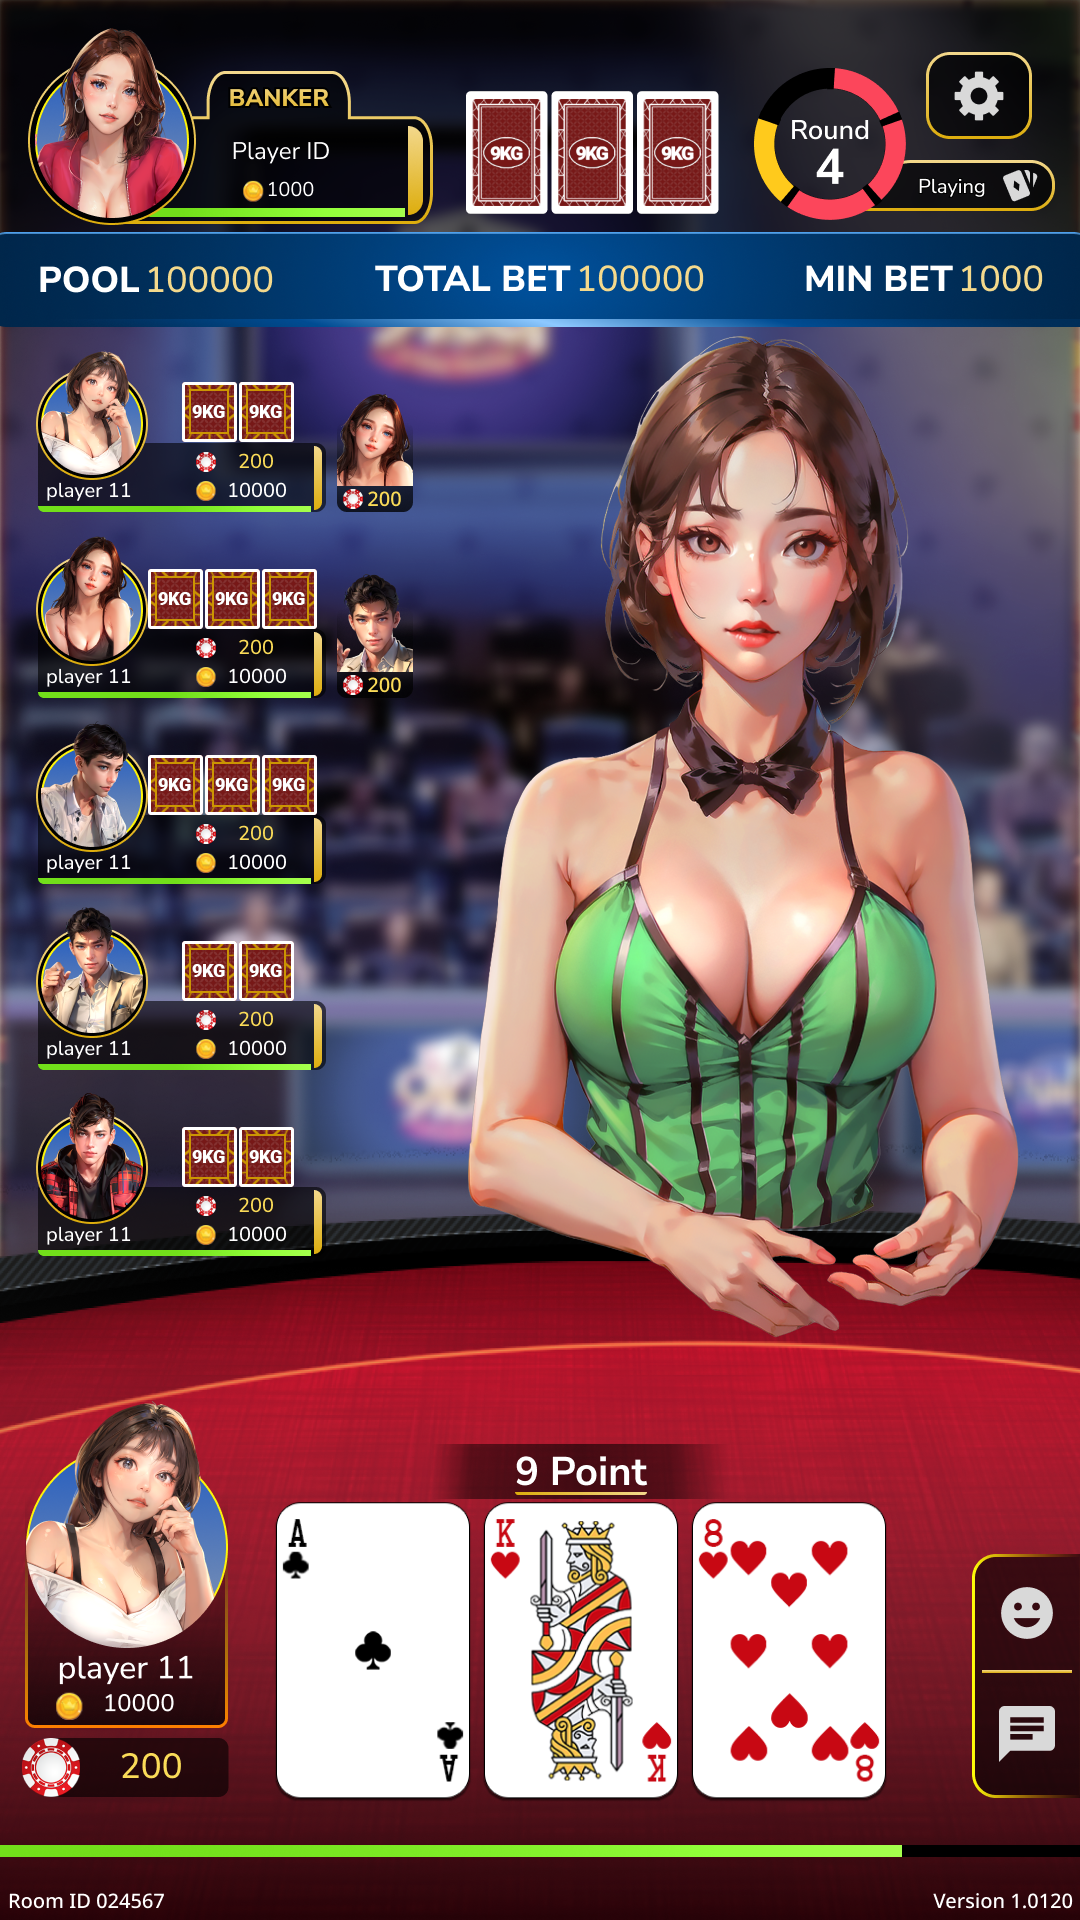 BANKER
Player ID
1000
9KG 9KG 9KG
Round
4
Playing
POOL 100000 TOTAL BET 100000 MIN BET 1000
9KG 9KG
200
player 11 10000
200
9KG 9KG 9KG
200
player 11 10000
200
9KG 9KG 9KG
200
player 11 10000
9KG 9KG
200
player 11 10000
9KG 9KG
200
player 11 10000
9 Point
A K 8
A K 8
player 11
10000
200
Room ID 024567 Version 1.0120